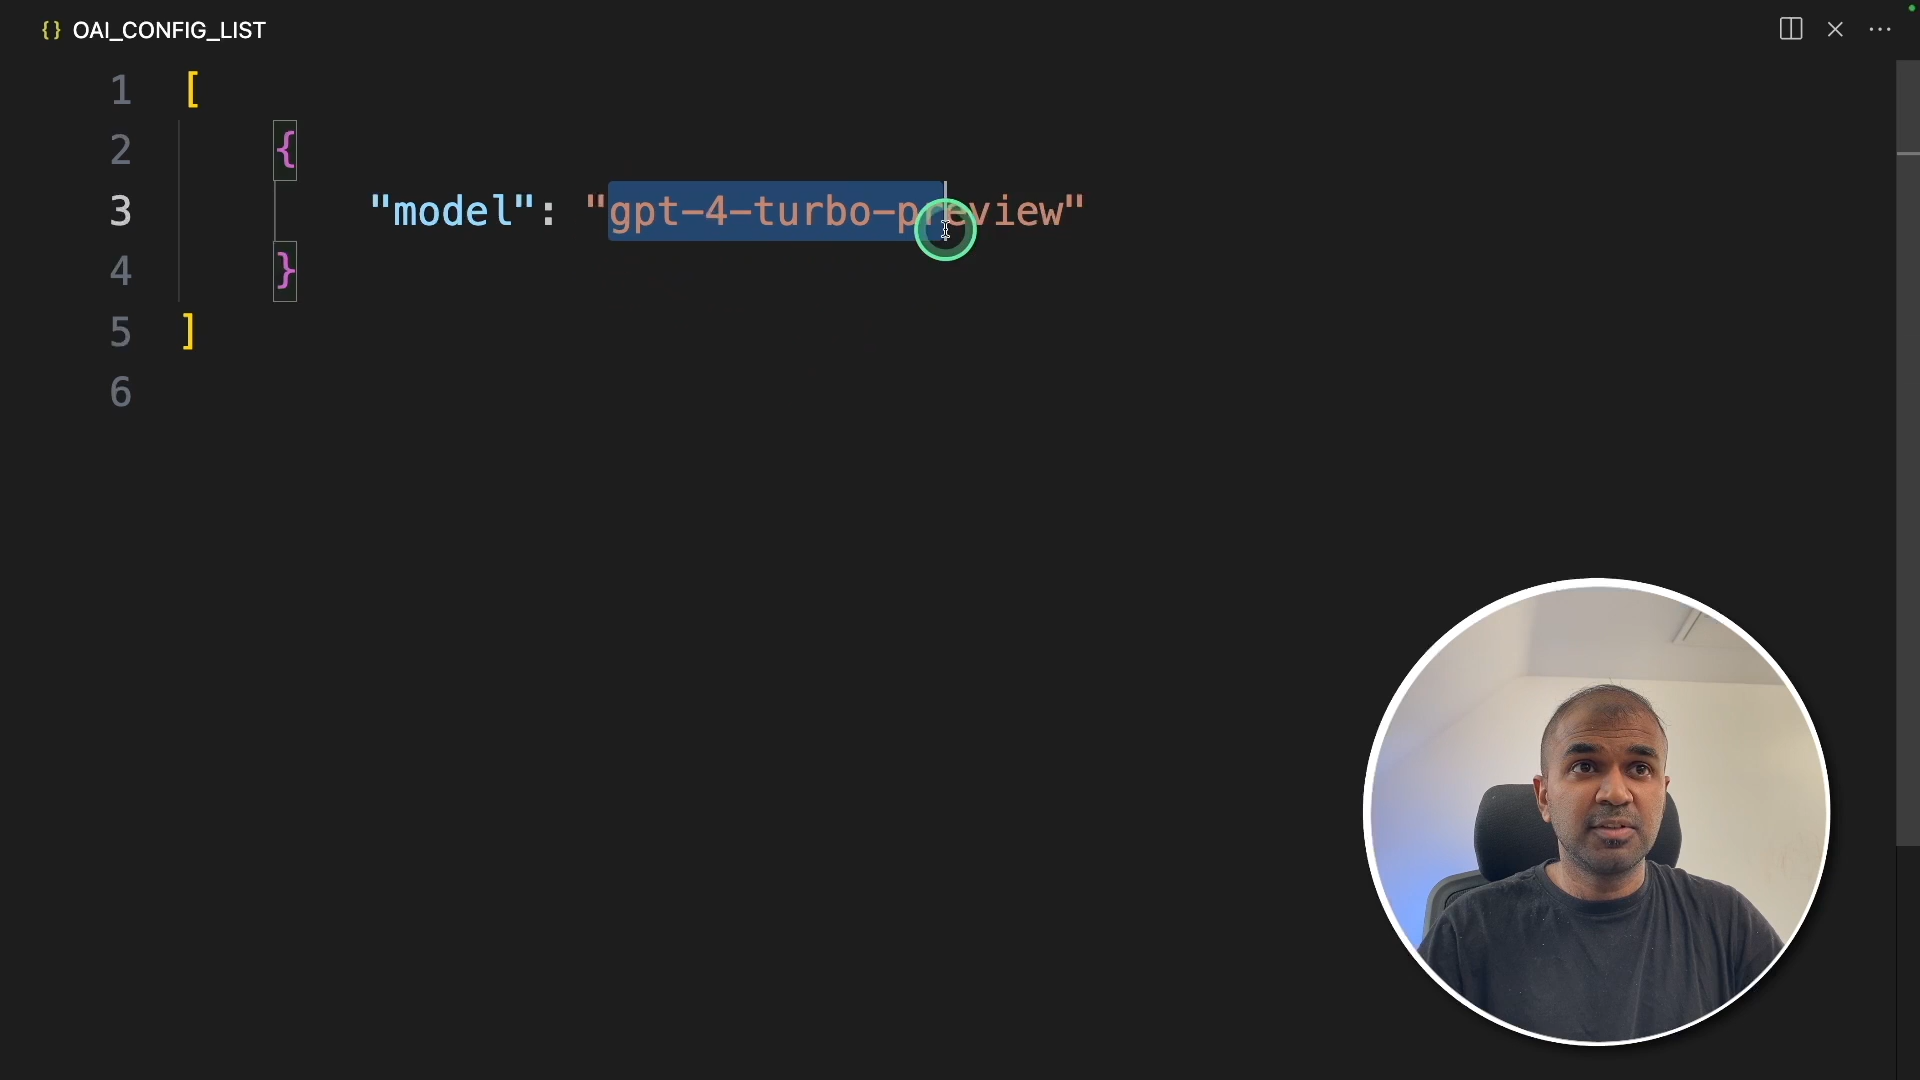 {} OAI_CONFIG_LIST
1 [
2 {
3 "model": "gpt-4-turbo-preview"
4 }
5 ]
6